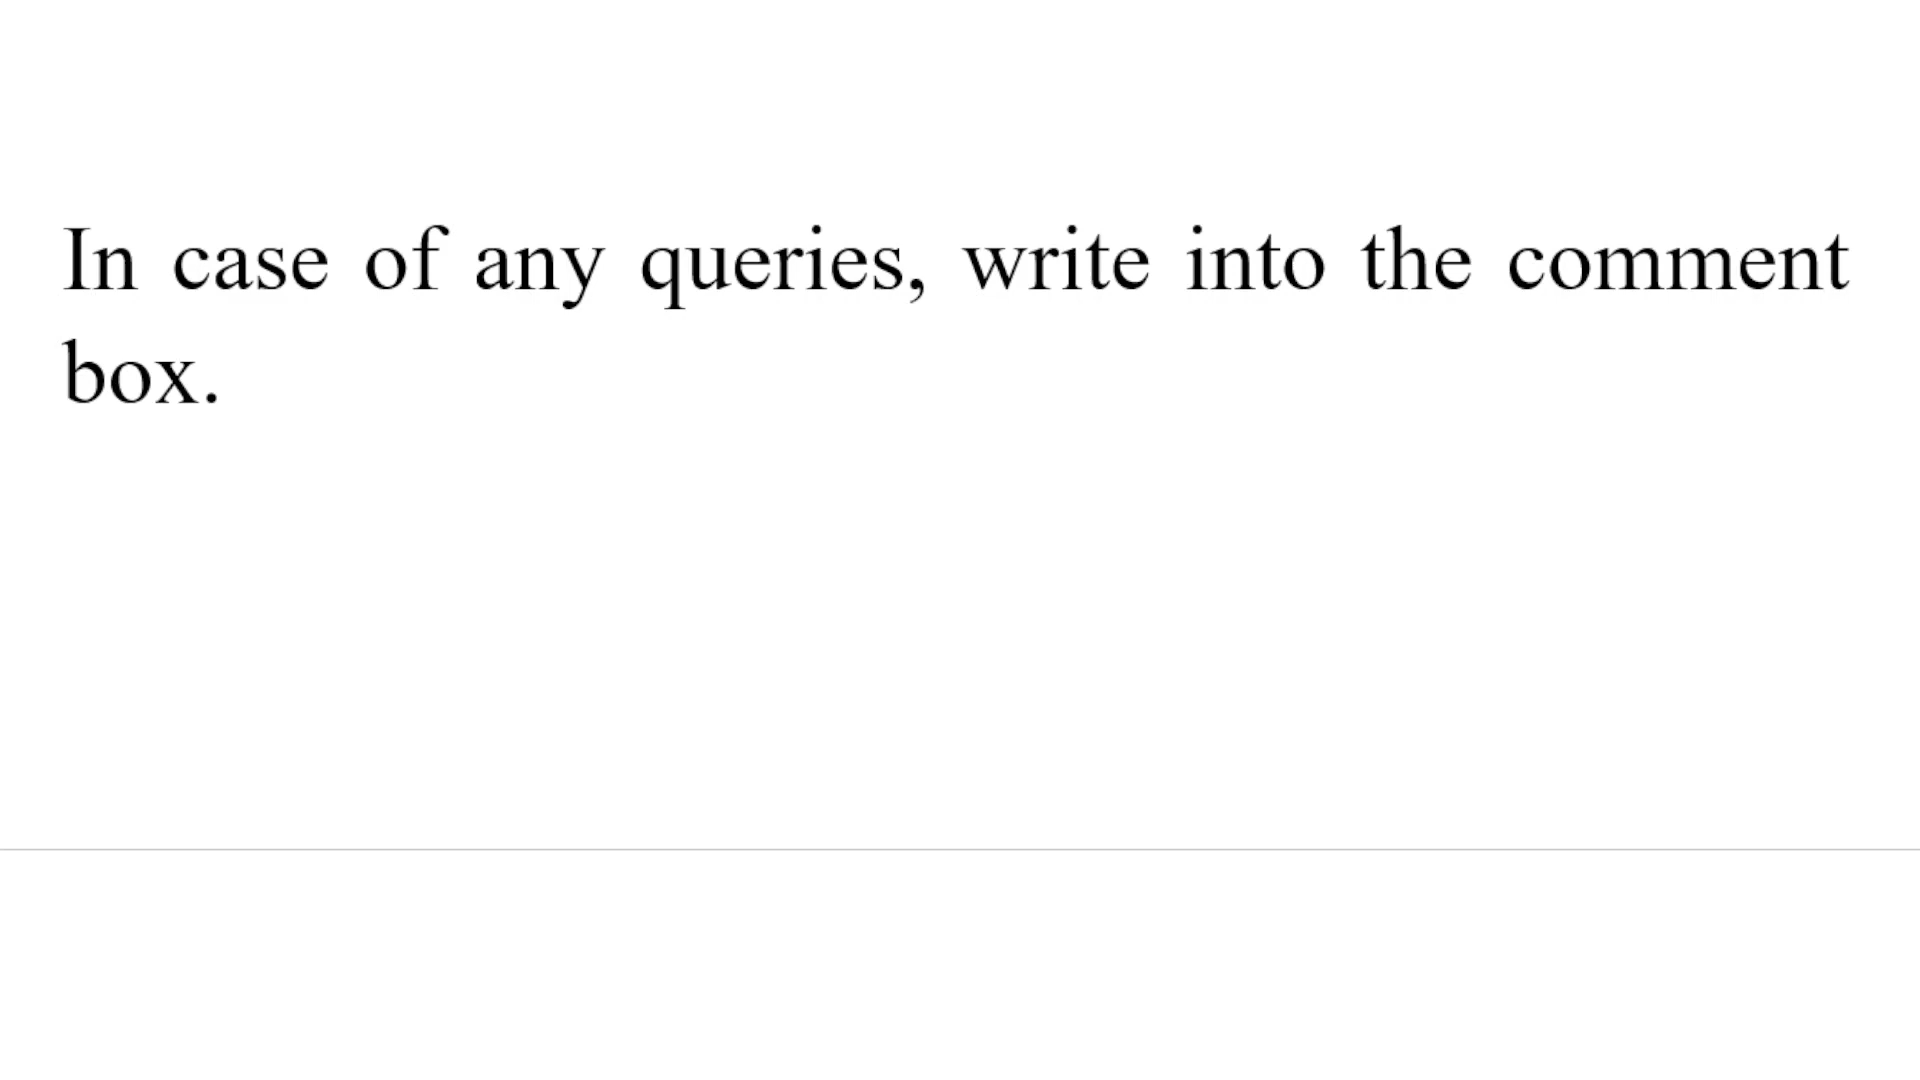 In case of any queries, write into the comment
box.